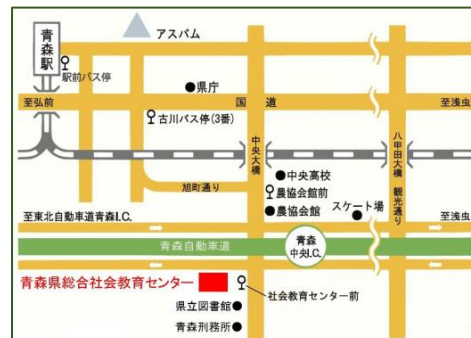 青森駅
アスパム
駅前バス停
県庁
至弘前
国道
至浅虫
古川バス停(3番)
中央大橋
八甲田大橋
観光通り
中央高校
旭町通り
農協会館前
農協会館
スケート場
至東北自動車道青森I.C.
至浅虫
青森自動車道
青森
中央I.C.
青森県総合社会教育センター
社会教育センター前
県立図書館
青森刑務所